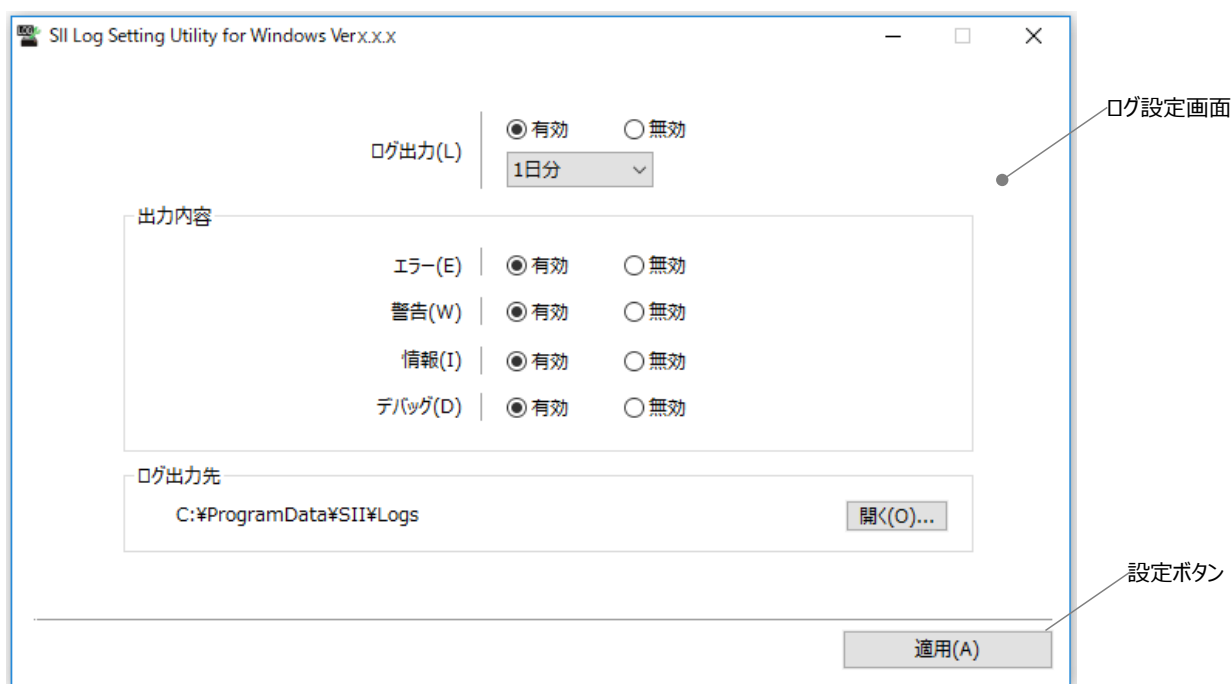 SII Log Setting Utility for Windows Verx.x.x
ログ設定画面
ログ出力(L)
有効 無効
1日分
出力内容
エラー(E) 有効 無効
警告(W) 有効 無効
情報(I) 有効 無効
デバッグ(D) 有効 無効
ログ出力先
C:¥ProgramData¥SII¥Logs 開く(O)...
設定ボタン
適用(A)